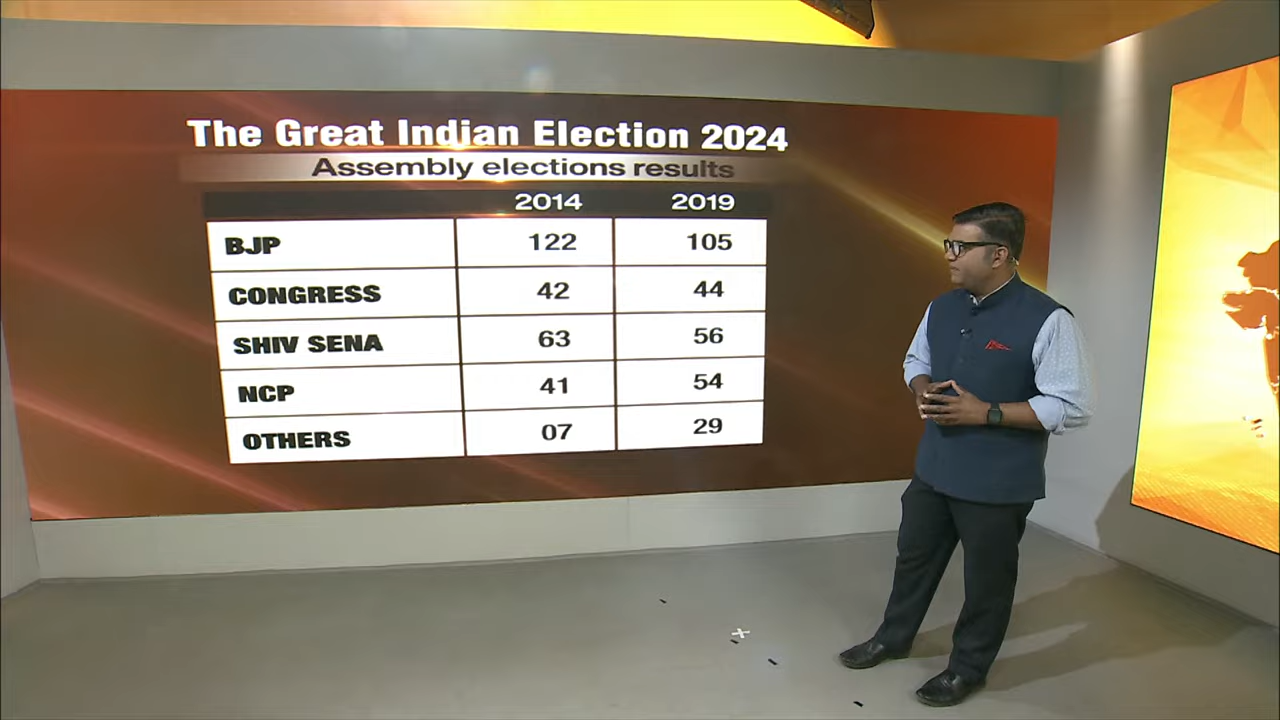 The Great Indian Election 2024
Assembly elections results
2014 2019
BJP 122 105
CONGRESS 42 44
SHIV SENA 63 56
NCP 41 54
OTHERS 07 29